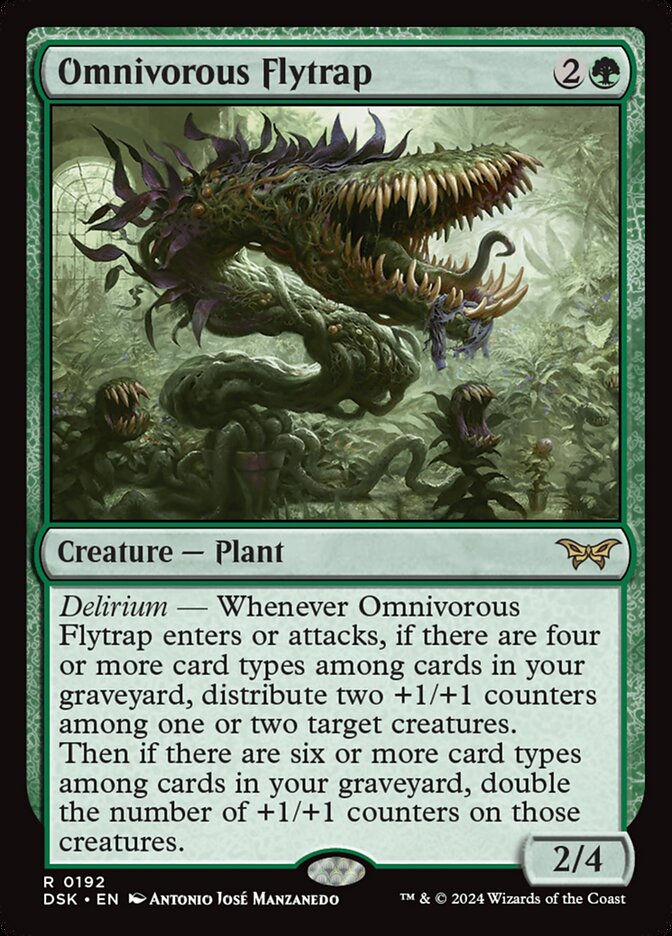 Omnivorous Flytrap 2
Creature — Plant
Delirium — Whenever Omnivorous
Flytrap enters or attacks, if there are four
or more card types among cards in your
graveyard, distribute two +1/+1 counters
among one or two target creatures.
Then if there are six or more card types
among cards in your graveyard, double
the number of +1/+1 counters on those
creatures.
2/4
R 0192
DSK • EN Antonio José Manzanedo
™ & © 2024 Wizards of the Coast